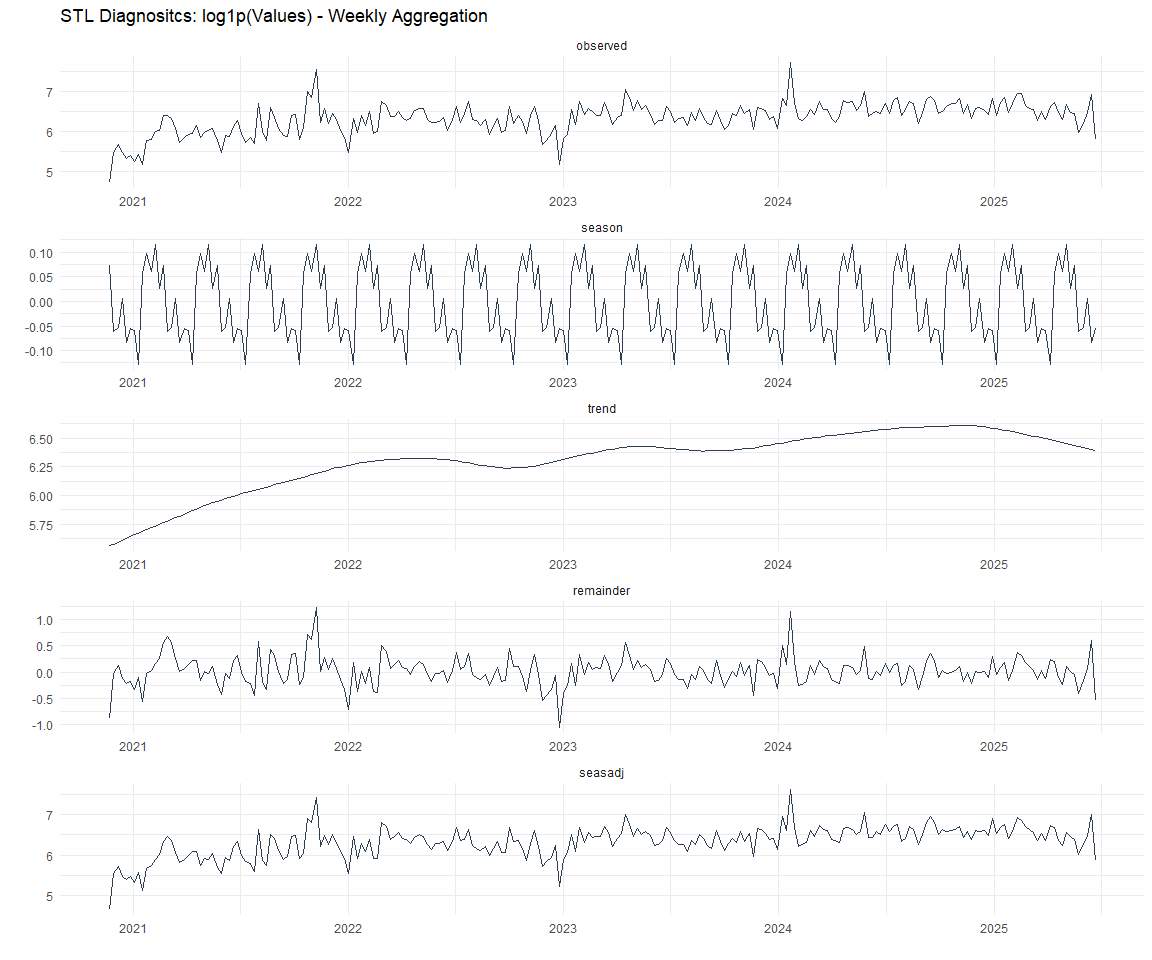 STL Diagnositcs: log1p(Values) - Weekly Aggregation
observed
7
6
5
2021 2022 2023 2024 2025
season
0.10
0.05
0.00
-0.05
-0.10
2021 2022 2023 2024 2025
trend
6.50
6.25
6.00
5.75
2021 2022 2023 2024 2025
remainder
1.0
0.5
0.0
-0.5
-1.0
2021 2022 2023 2024 2025
seasadj
7
6
5
2021 2022 2023 2024 2025